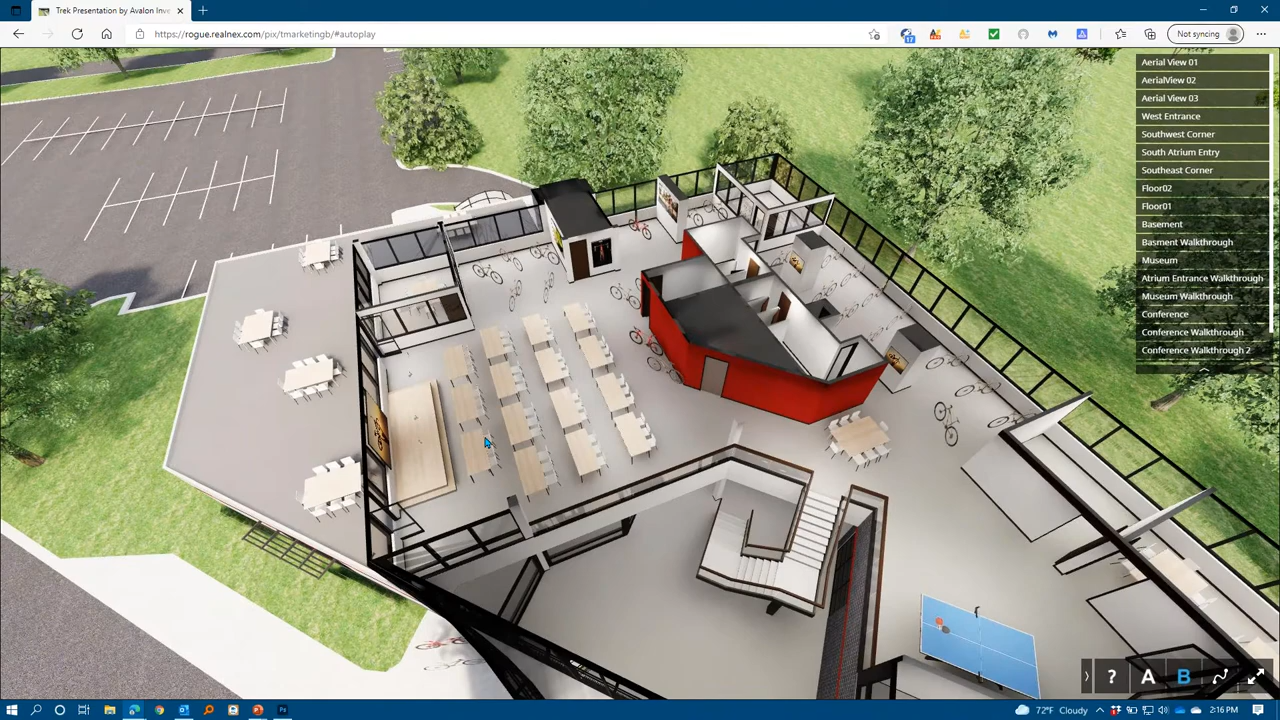 Trek Presentation by Avalon Inve
https://rogue.realnex.com/pix/tmarketingb/#autoplay
17
Not syncing
Aerial View 01
AerialView 02
Aerial View 03
West Entrance
Southwest Corner
South Atrium Entry
Southeast Corner
Floor02
Floor01
Basement
Basment Walkthrough
Museum
Atrium Entrance Walkthrough
Museum Walkthrough
Conference
Conference Walkthrough
Conference Walkthrough 2
? A B
72°F Cloudy
2:16 PM